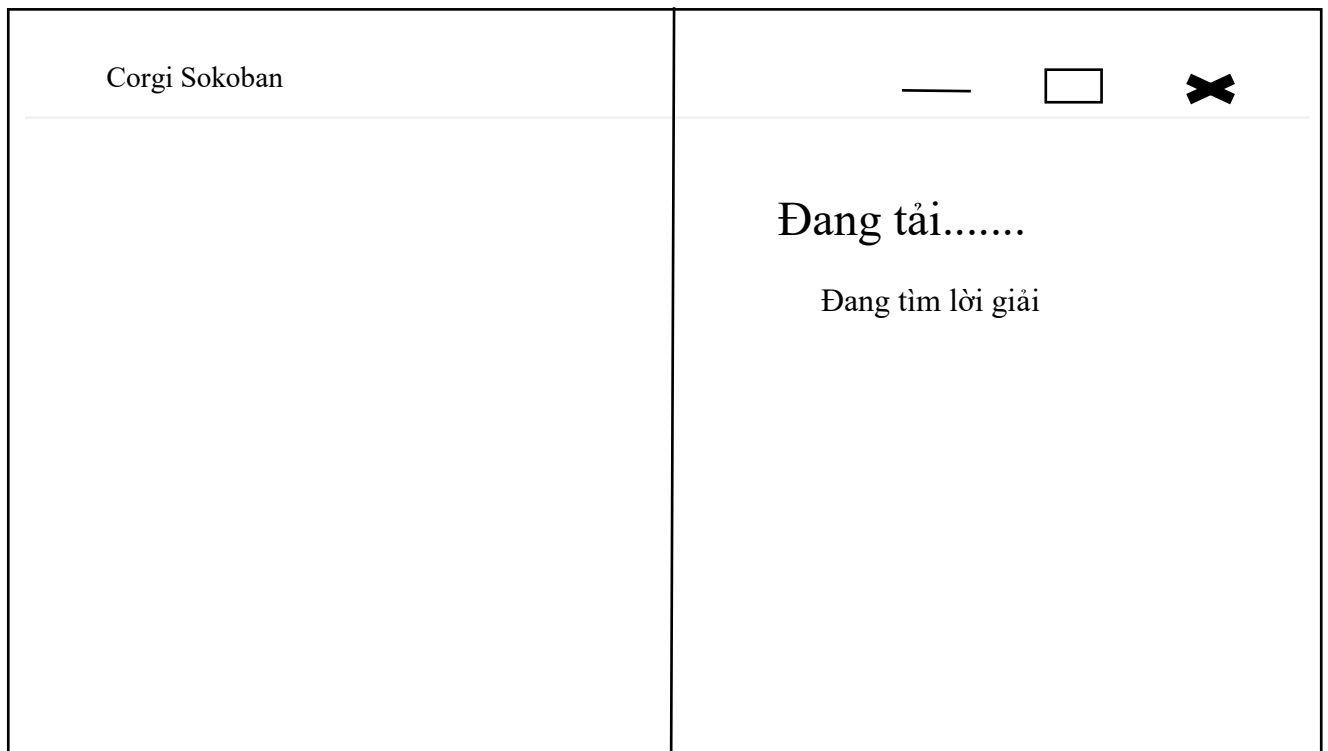 Corgi Sokoban
Đang tải.......
Đang tìm lời giải